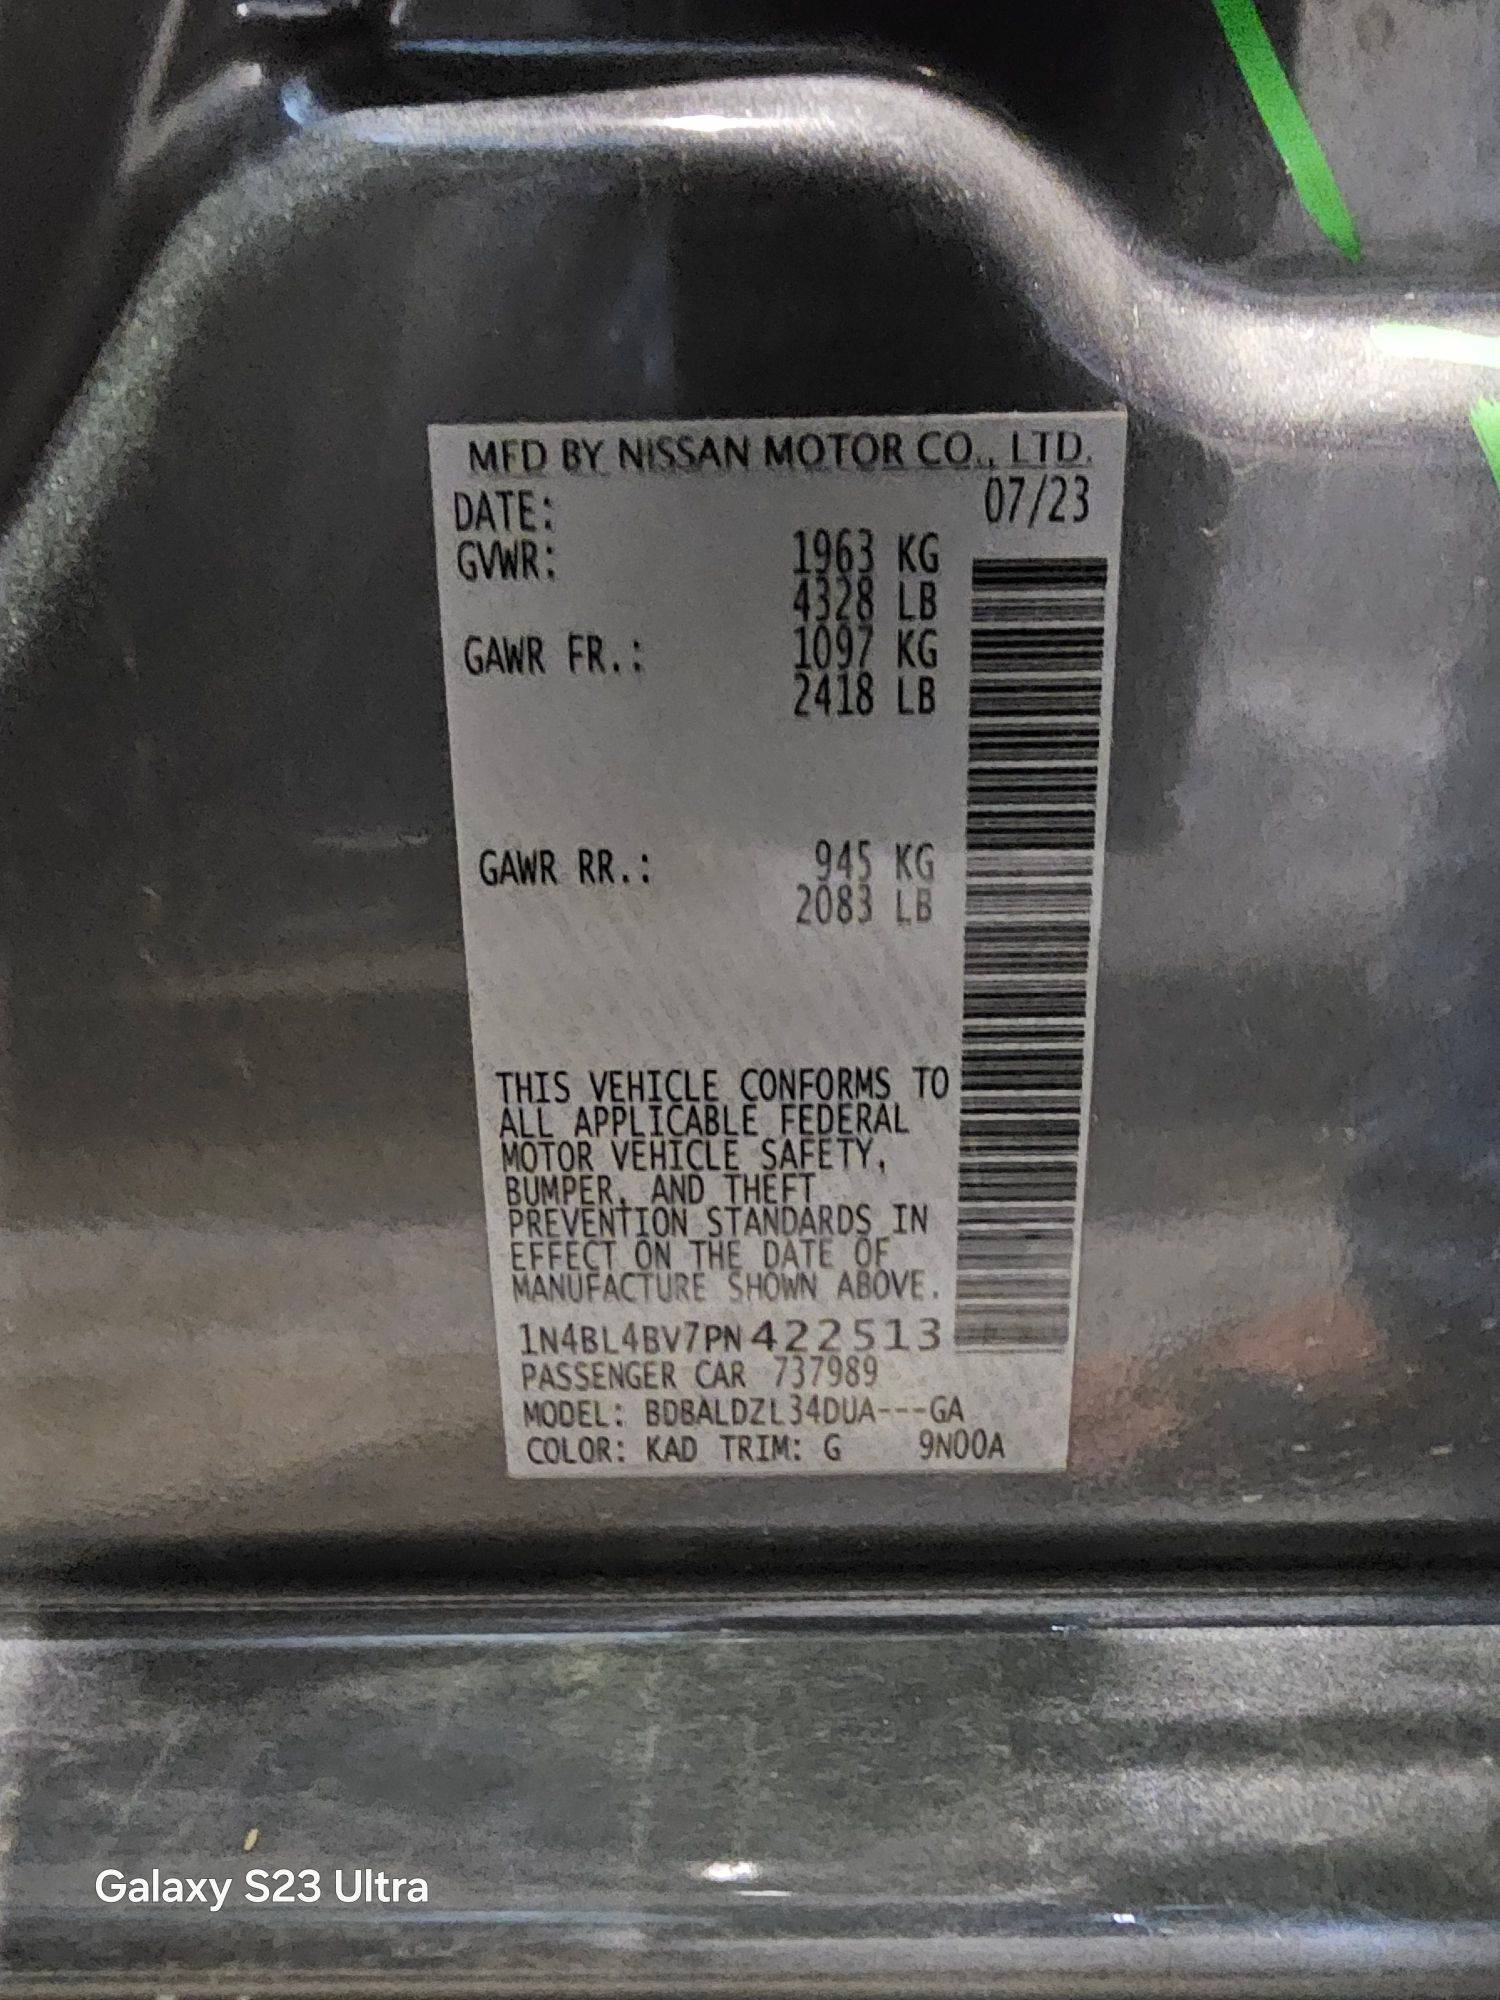 MFD BY NISSAN MOTOR CO., LTD.
DATE: 07/23
GVWR: 1963 KG
4328 LB
GAWR FR.: 1097 KG
2418 LB
GAWR RR.: 945 KG
2083 LB
THIS VEHICLE CONFORMS TO
ALL APPLICABLE FEDERAL
MOTOR VEHICLE SAFETY,
BUMPER, AND THEFT
PREVENTION STANDARDS IN
EFFECT ON THE DATE OF
MANUFACTURE SHOWN ABOVE.
1N4BL4BV7PN422513
PASSENGER CAR 737989
MODEL: BDBALDZL34DUA---GA
COLOR: KAD TRIM: G 9N00A
Galaxy S23 Ultra